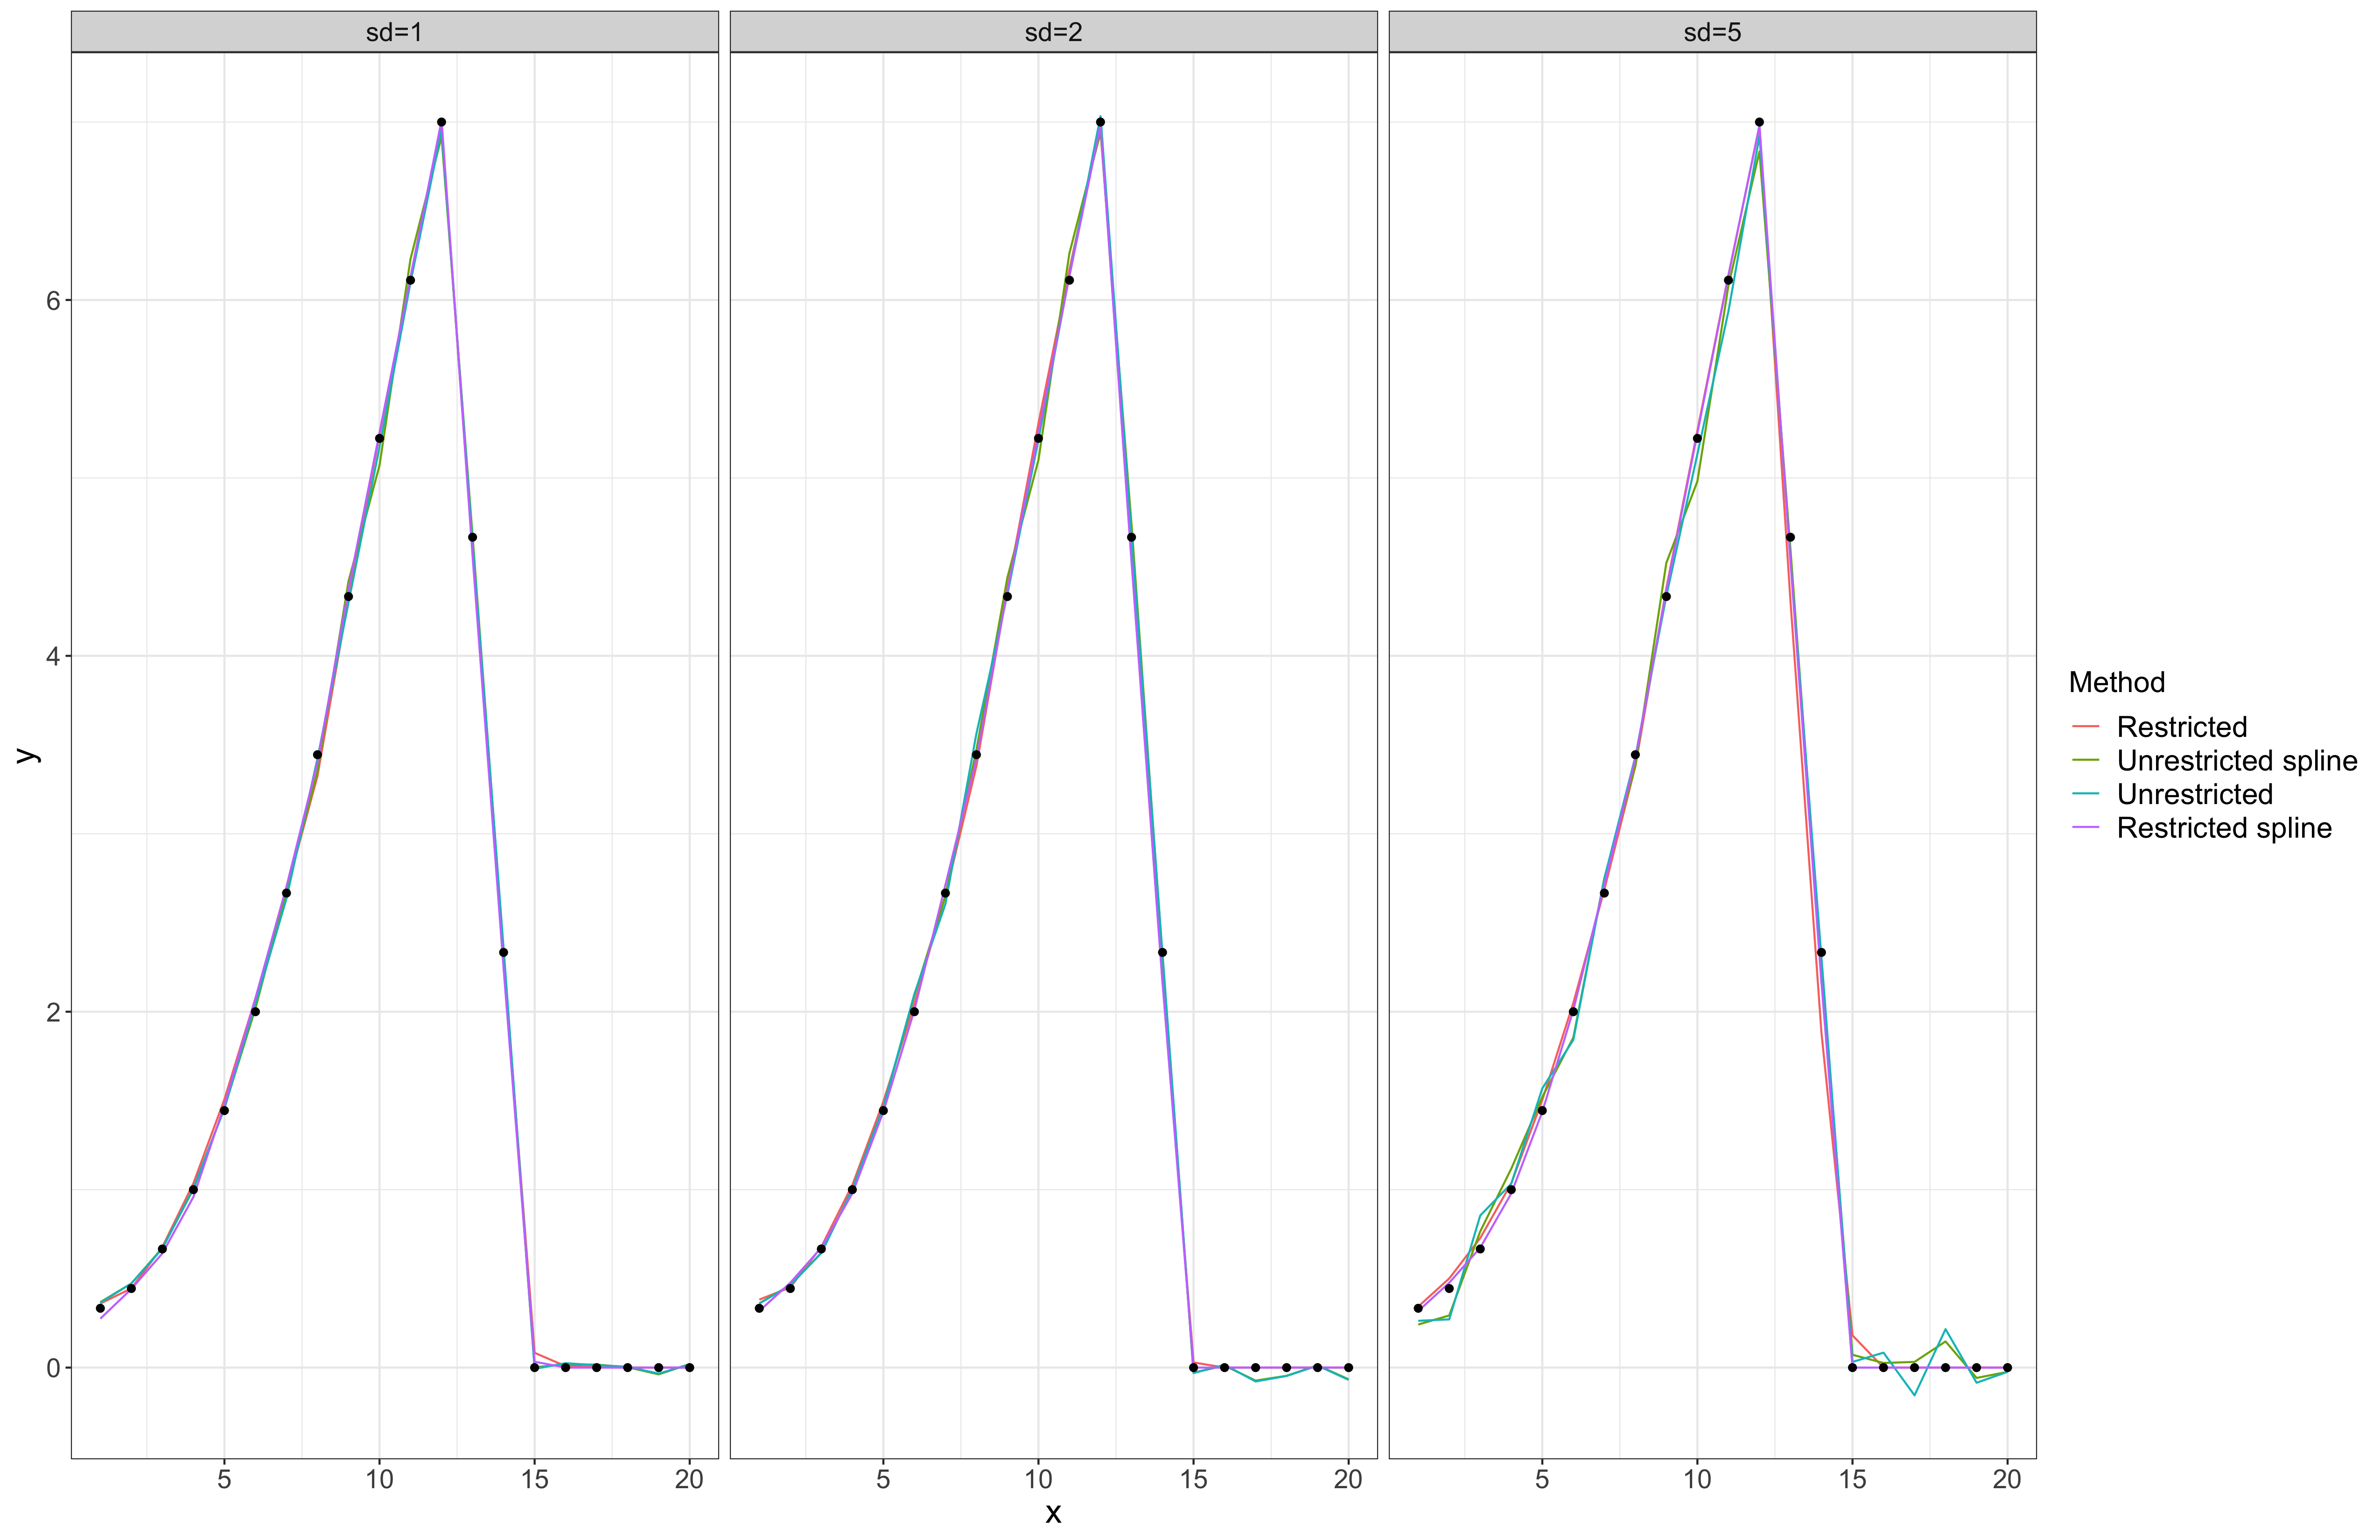 sd=1
sd=2
sd=5
6
4
2
0
y
5
10
15
20
5
10
15
20
5
10
15
20
x
Method
Restricted
Unrestricted spline
Unrestricted
Restricted spline